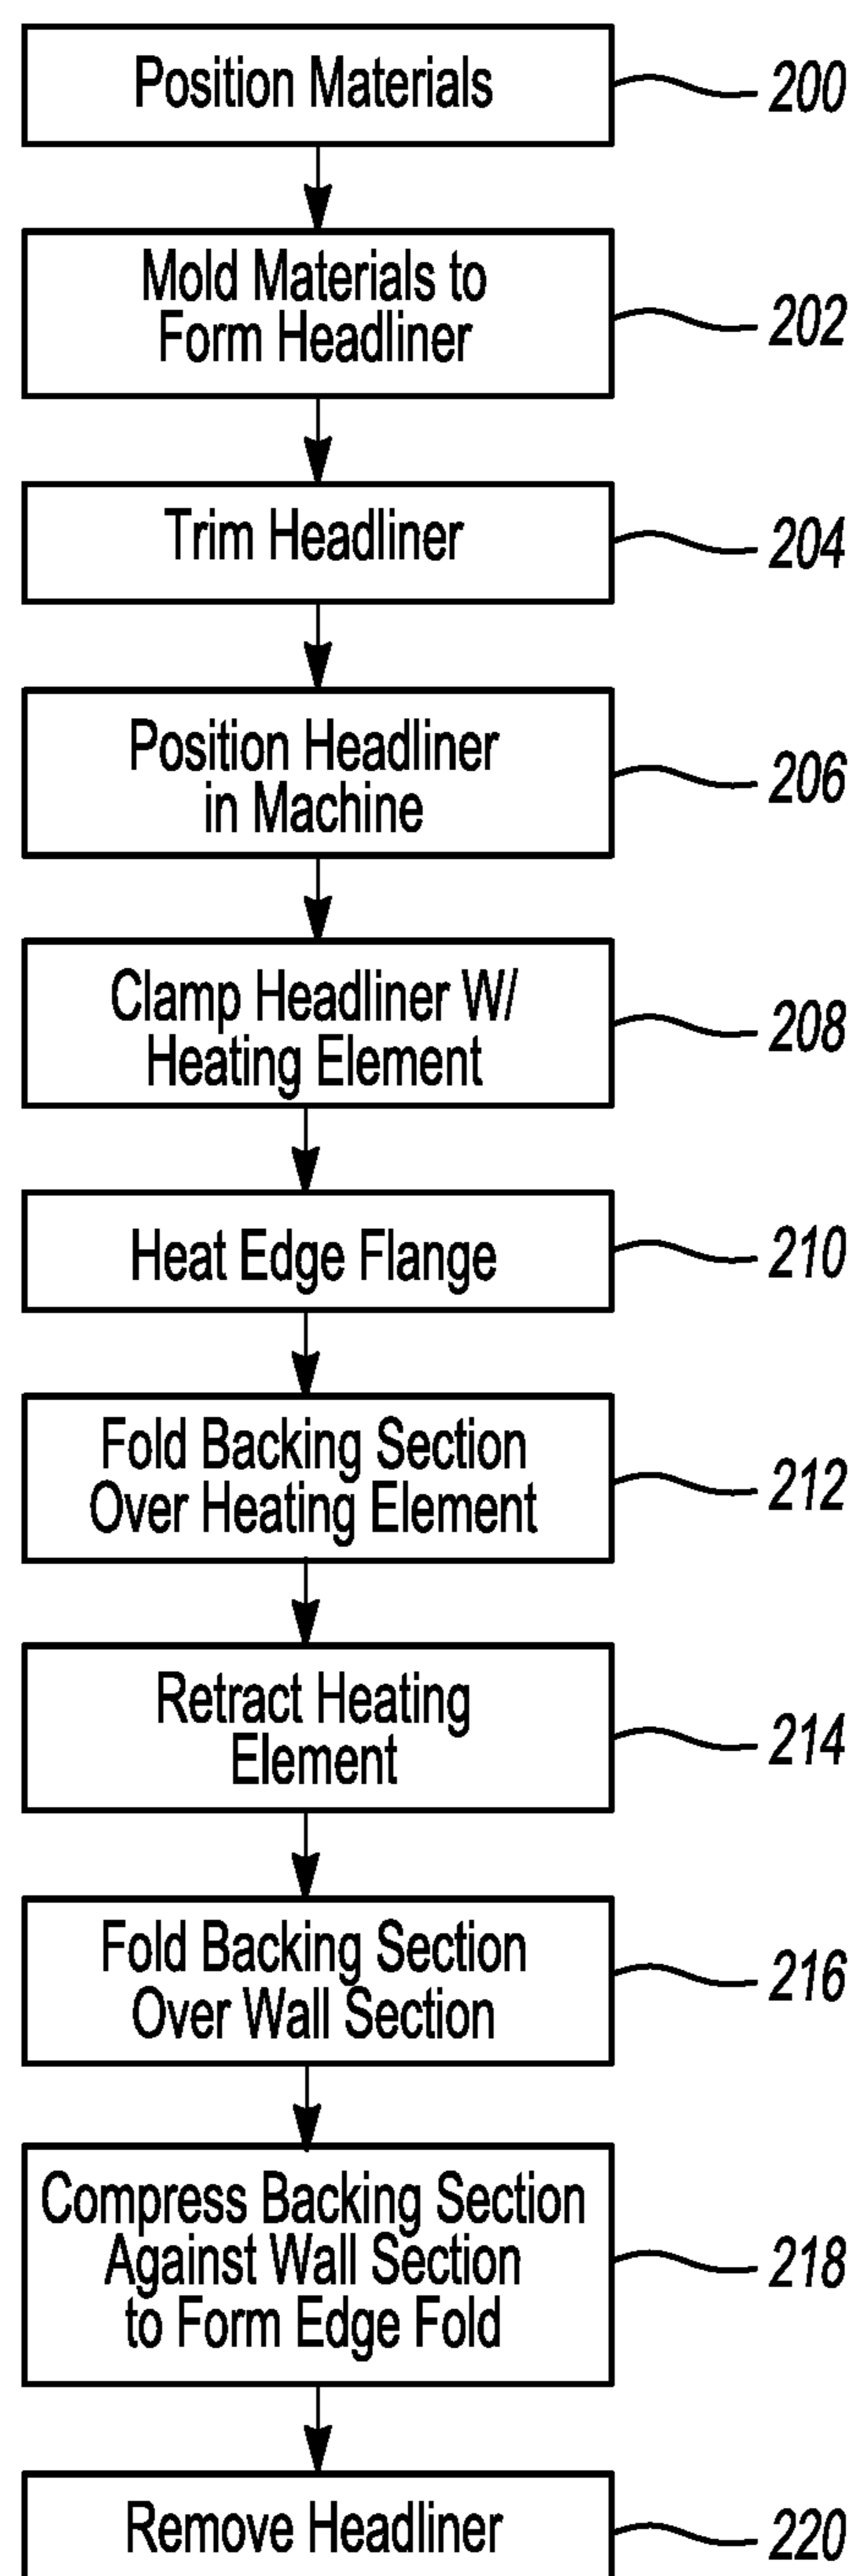 Position Materials
200
Mold Materials to
Form Headliner
202
Trim Headliner
204
Position Headliner
in Machine
206
Clamp Headliner W/
Heating Element
208
Heat Edge Flange
210
Fold Backing Section
Over Heating Element
212
Retract Heating
Element
214
Fold Backing Section
Over Wall Section
216
Compress Backing Section
Against Wall Section
to Form Edge Fold
218
Remove Headliner
220